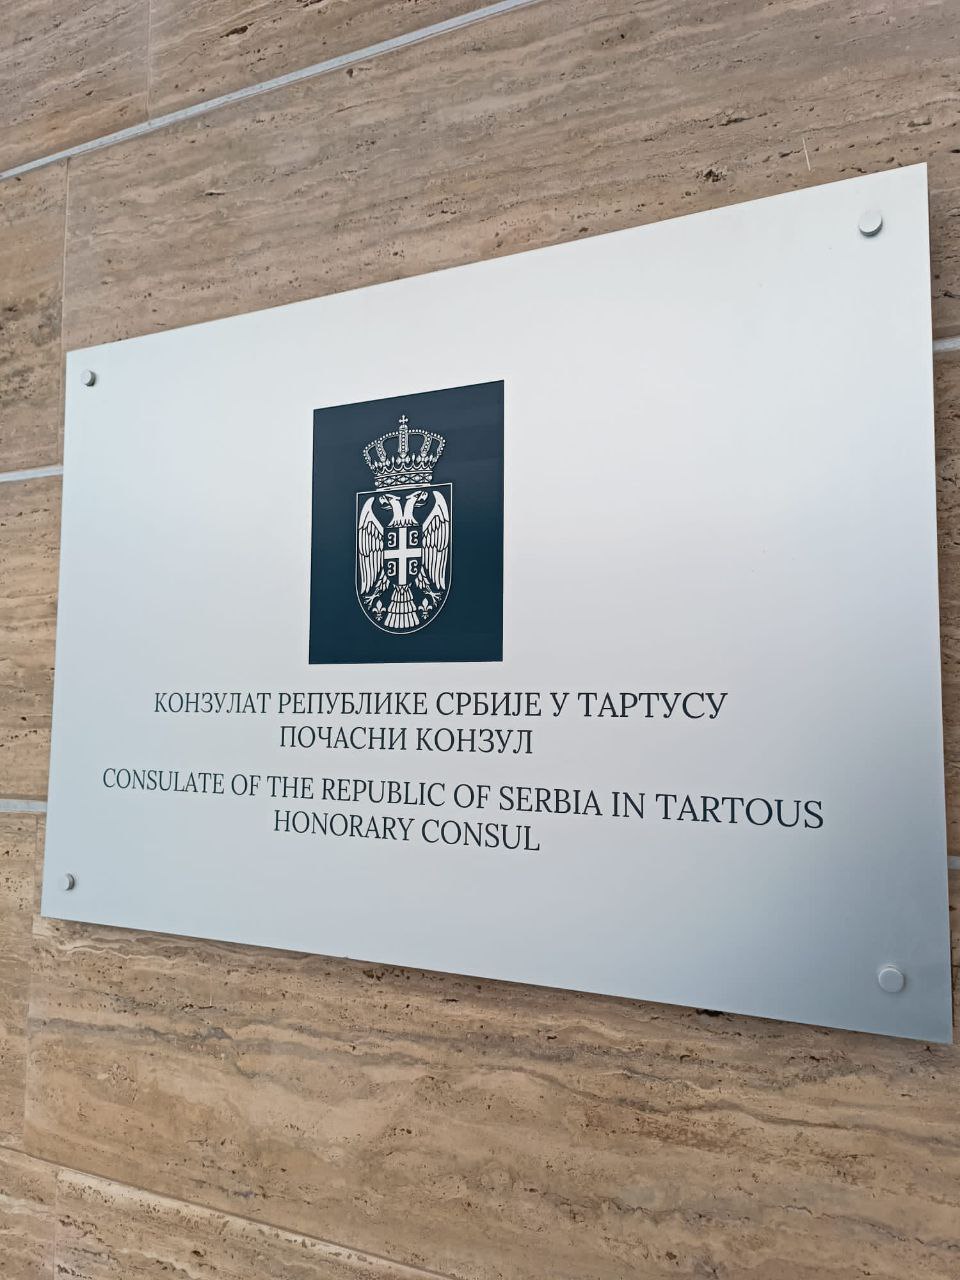 КОНЗУЛАТ РЕПУБЛИКЕ СРБИЈЕ У ТАРТУСУ
ПОЧАСНИ КОНЗУЛ
CONSULATE OF THE REPUBLIC OF SERBIA IN TARTOUS
HONORARY CONSUL